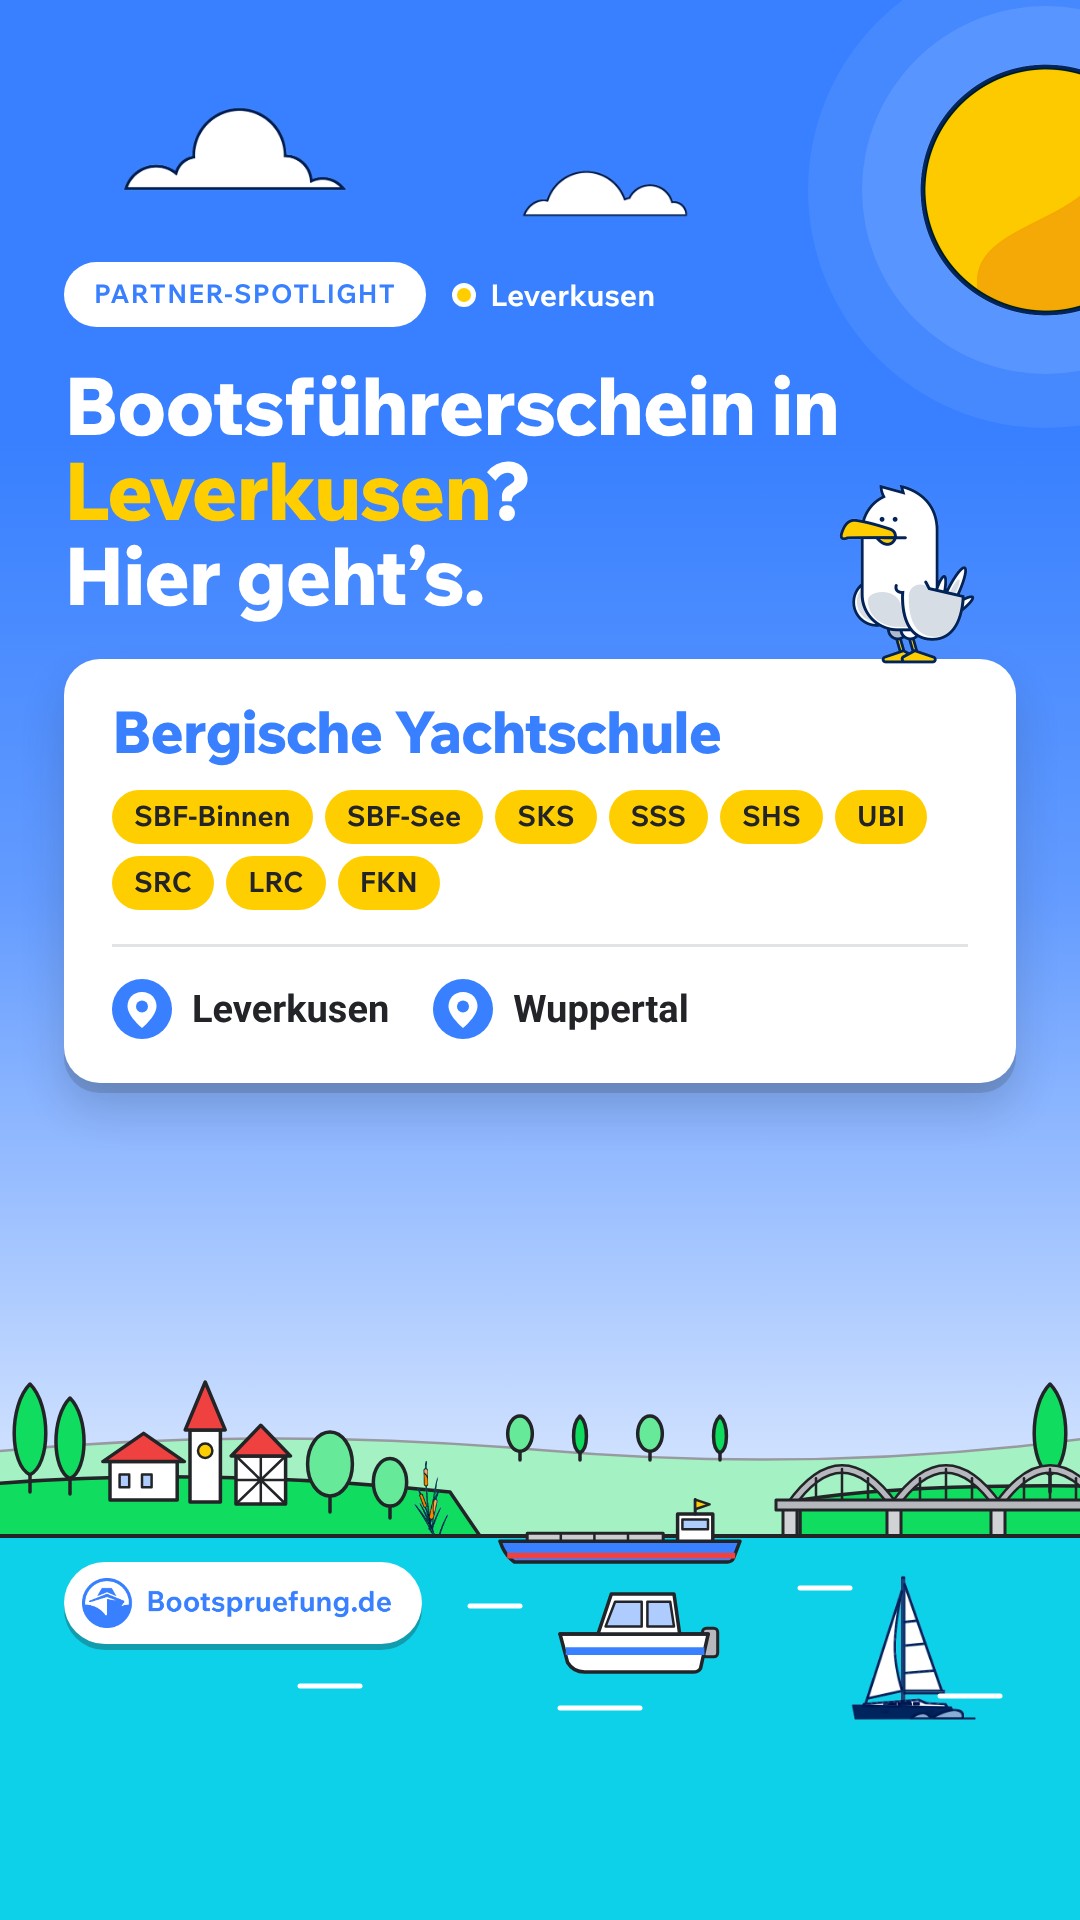 PARTNER-SPOTLIGHT
Leverkusen
Bootsführerschein in
Leverkusen?
Hier geht’s.
Bergische Yachtschule
SBF-Binnen SBF-See SKS SSS SHS UBI
SRC LRC FKN
Leverkusen Wuppertal
Bootspruefung.de